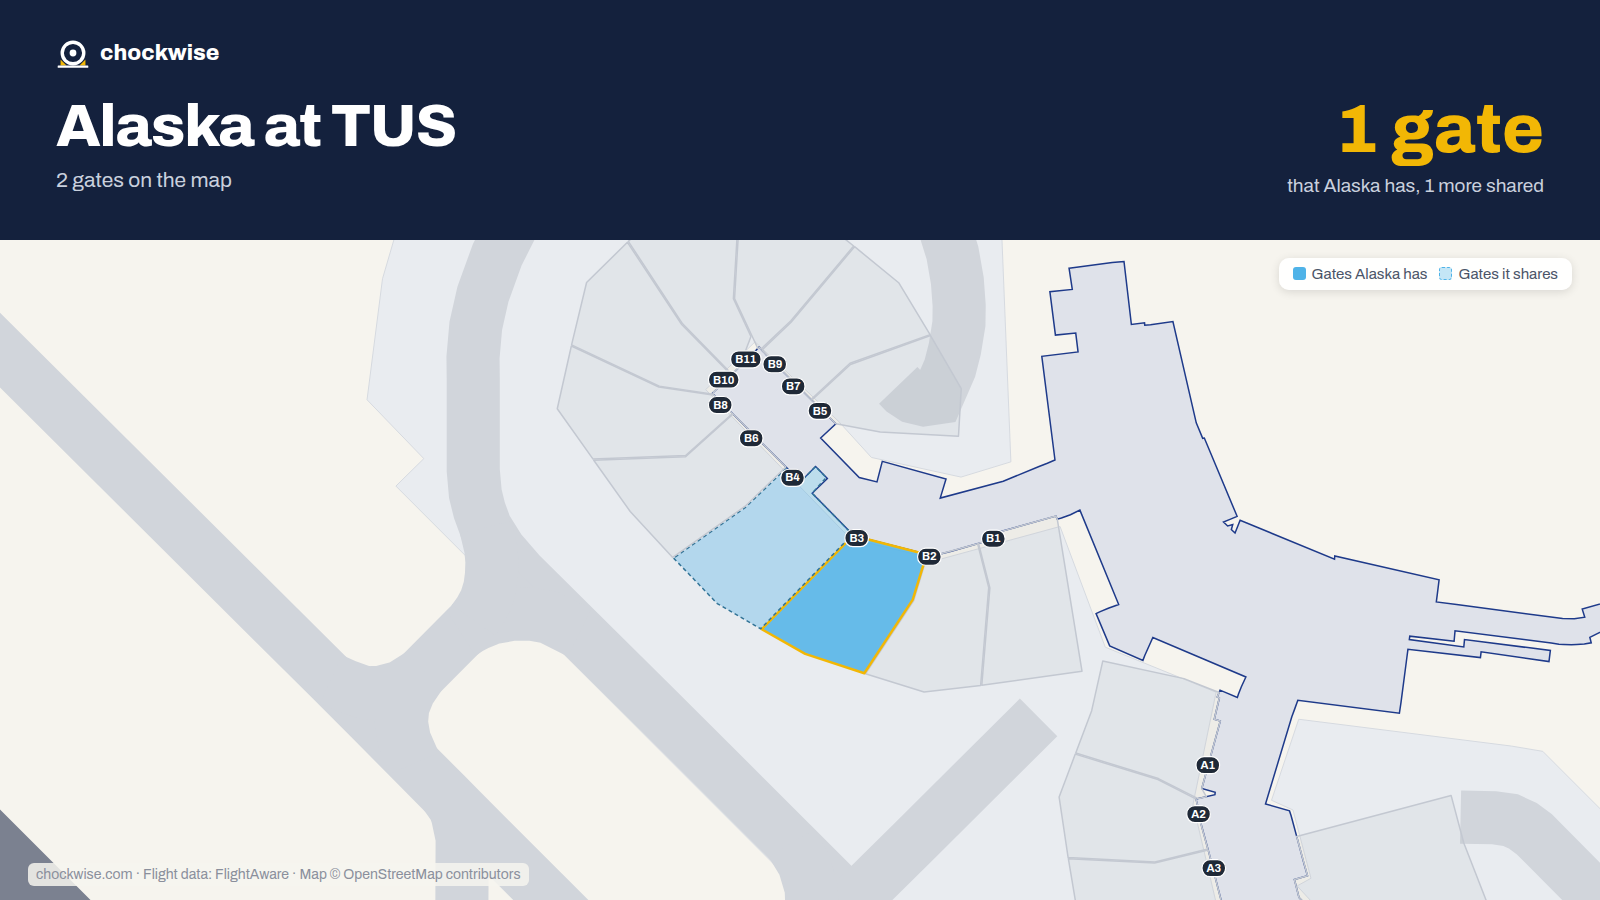 chockwise
Alaska at TUS
2 gates on the map
1 gate
that Alaska has, 1 more shared
Gates Alaska has
Gates it shares
B11
B9
B10
B7
B8
B5
B6
B4
B3
B1
B2
A1
A2
A3
chockwise.com · Flight data: FlightAware · Map © OpenStreetMap contributors